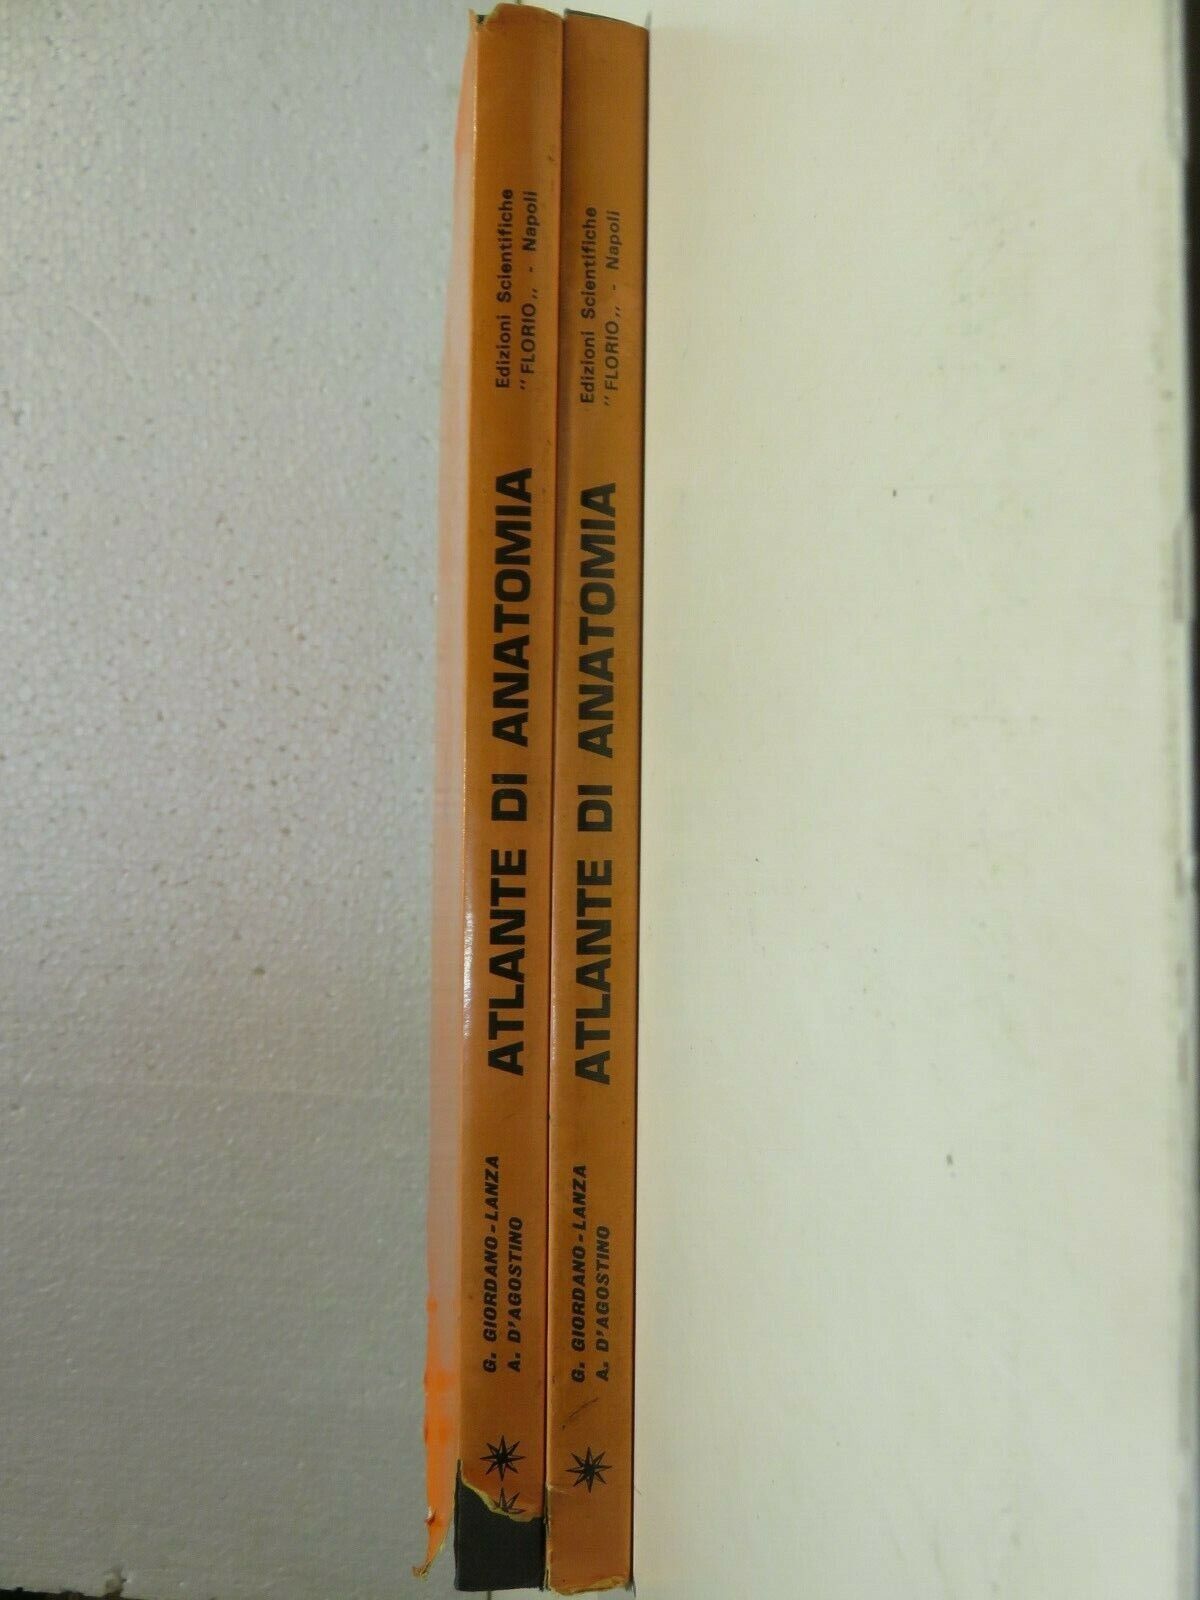 G. GIORDANO-LANZA
A. D'AGOSTINO
ATLANTE DI ANATOMIA
Edizioni Scientifiche
"FLORIO,, - Napoli
G. GIORDANO-LANZA
A. D'AGOSTINO
ATLANTE DI ANATOMIA
Edizioni Scientifiche
"FLORIO,, - Napoli